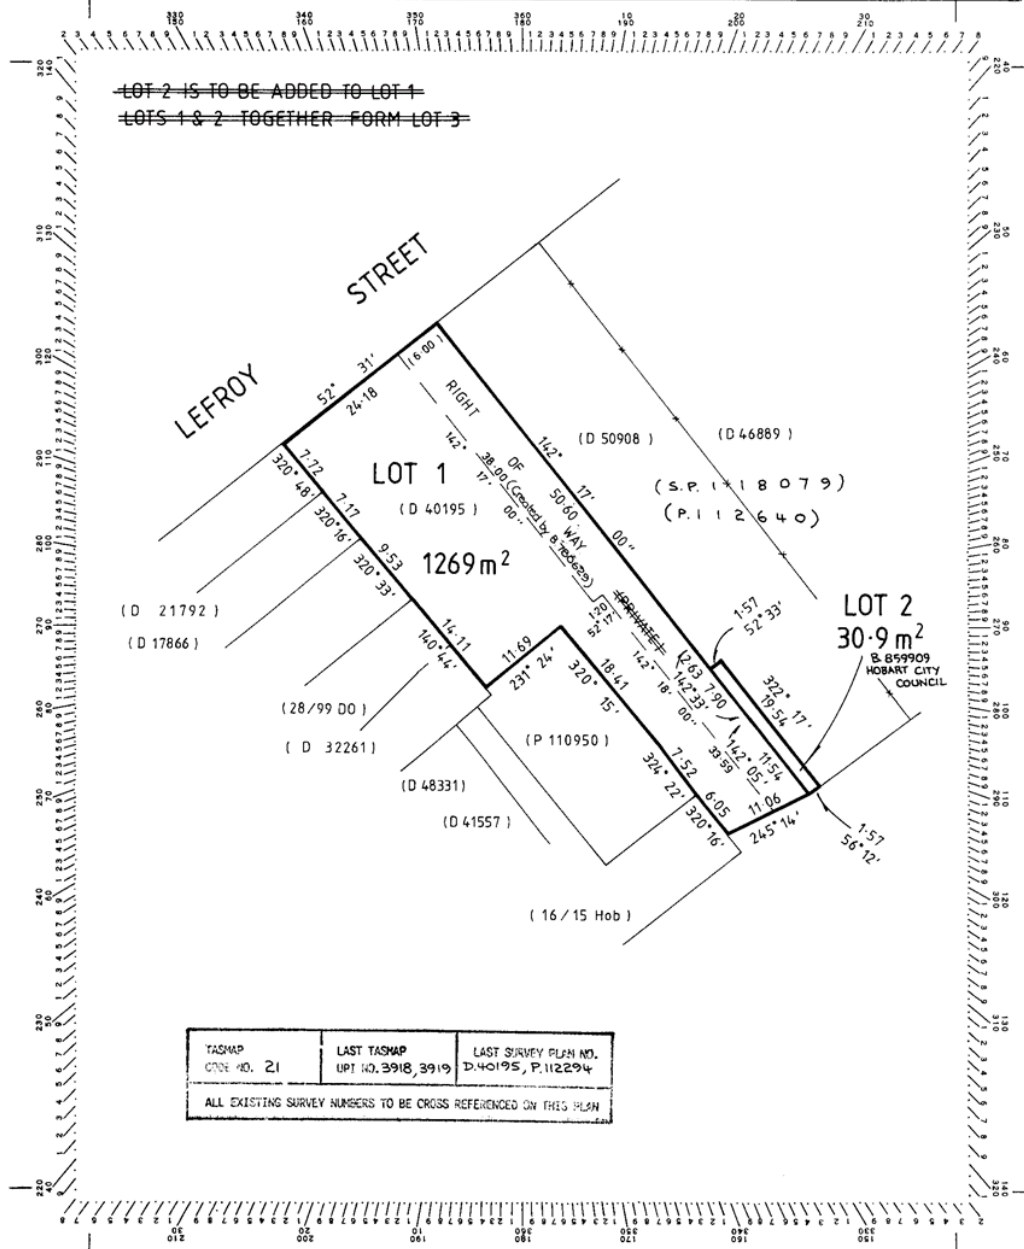 LOT 2 IS TO BE ADDED TO LOT 1
LOTS 1 & 2 TOGETHER FORM LOT 3
LEFROY STREET
52° 31'
24·18
(6·00)
RIGHT OF WAY (PRIVATE)
142° 17' 00"
38·00 (Created by B 786629)
142° 17' 00"
50·60
(D 50908)
(D 46889)
(S.P. 118079)
(P. 112640)
LOT 1
(D 40195)
1269 m²
7·72
320° 48'
7·17
320° 16'
9·53
320° 33'
14·11
140° 44'
(D 21792)
(D 17866)
(28/99 DO)
(D 32261)
(D 48331)
(D 41557)
11·69
231° 24'
1·20
52° 17'
18·41
320° 15'
142° 18' 00"
33·59
12·63
142° 33'
7·90
1·57
52° 33'
LOT 2
30·9 m²
B 859909
HOBART CITY
COUNCIL
322° 17'
19·54
11·54
142° 05'
7·52
324° 22'
6·05
320° 16'
11·06
245° 14'
1·57
56° 12'
(P 110950)
(16/15 Hob)
TASMAP
CODE NO. 21
LAST TASMAP
UPI NO. 3918, 3919
LAST SURVEY PLAN NO.
D.40195, P.112294
ALL EXISTING SURVEY NUMBERS TO BE CROSS REFERENCED ON THIS PLAN